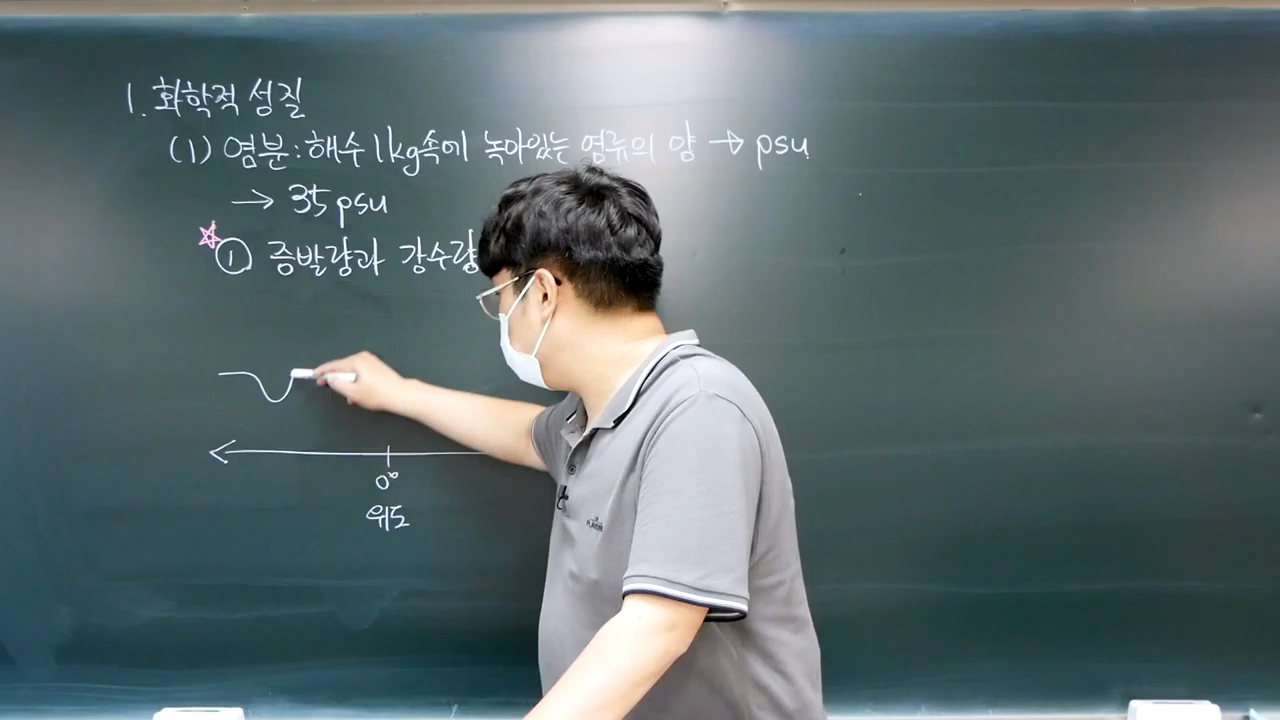 1. 화학적 성질
(1) 염분 : 해수 1kg속에 녹아있는 염류의 양 → psu
→ 35 psu
☆ ① 증발량과 강수량
0°
위도